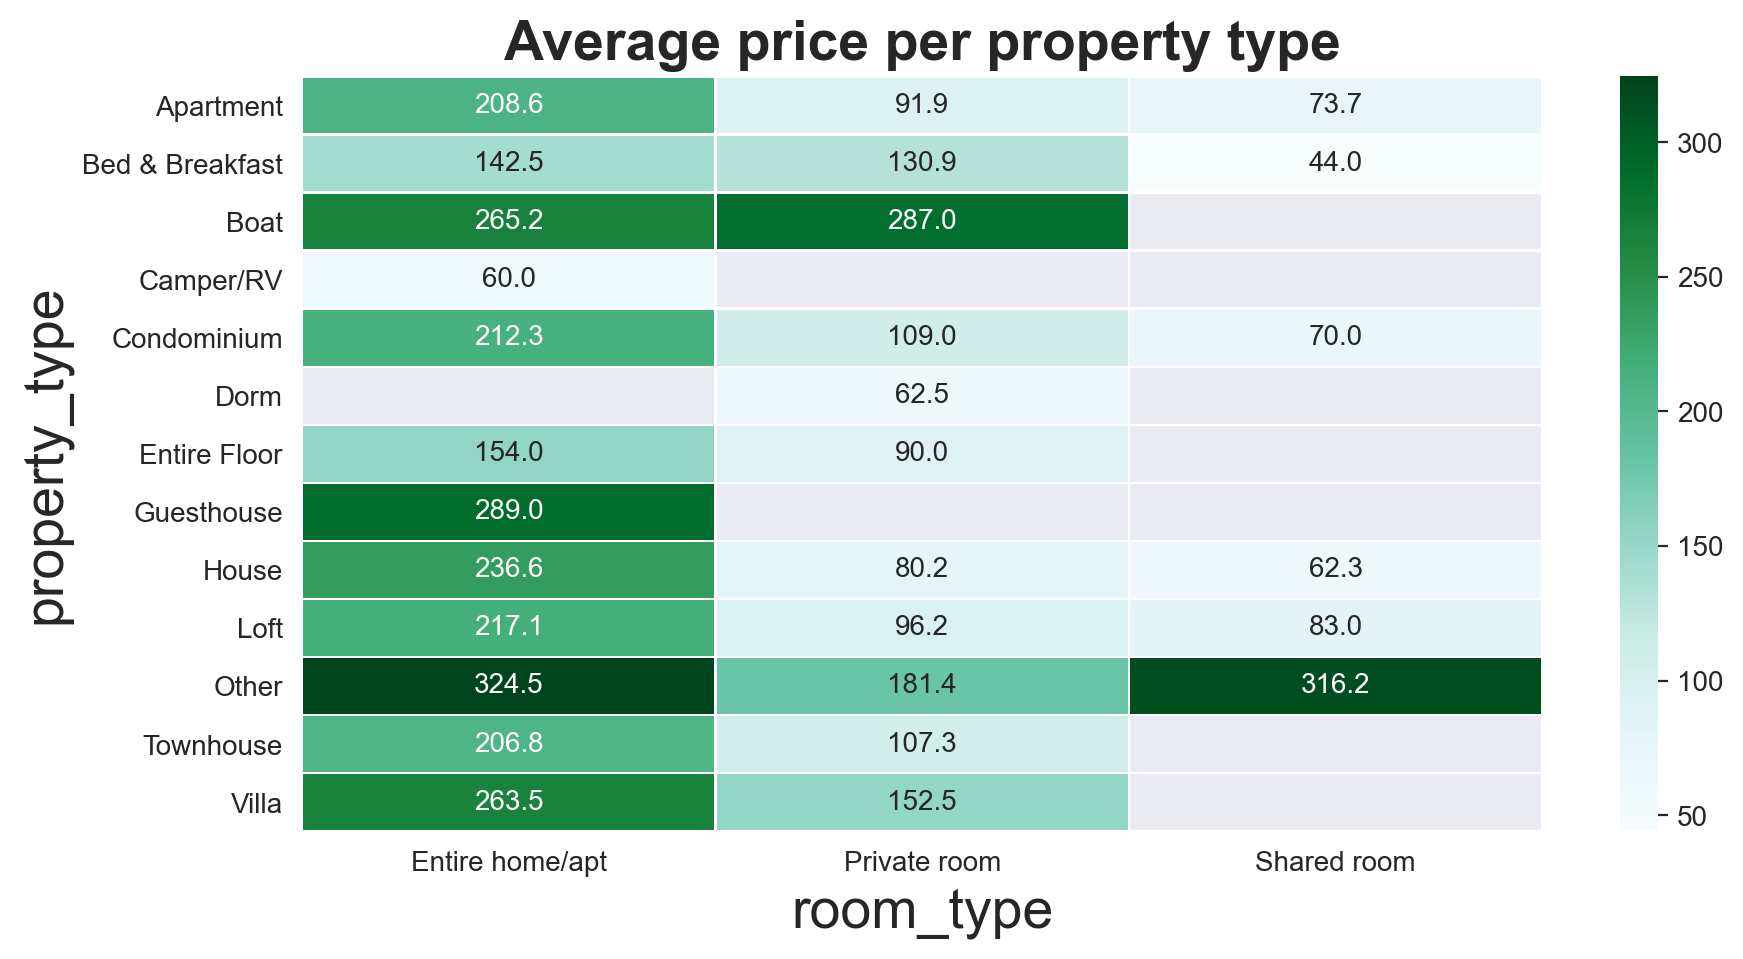 Average price per property type
property_type
Apartment 208.6 91.9 73.7
Bed & Breakfast 142.5 130.9 44.0
Boat 265.2 287.0
Camper/RV 60.0
Condominium 212.3 109.0 70.0
Dorm 62.5
Entire Floor 154.0 90.0
Guesthouse 289.0
House 236.6 80.2 62.3
Loft 217.1 96.2 83.0
Other 324.5 181.4 316.2
Townhouse 206.8 107.3
Villa 263.5 152.5
Entire home/apt Private room Shared room
room_type
300
250
200
150
100
50